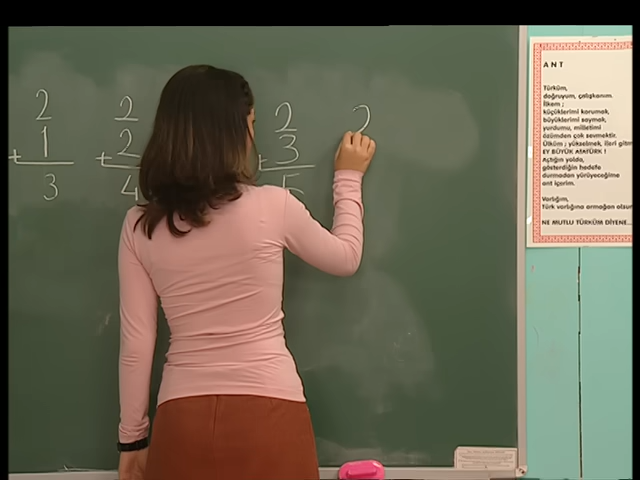 2
+ 1
3
2
+ 2
4
2
+ 3
5
2
ANT
Türküm,
doğruyum, çalışkanım.
İlkem ;
küçüklerimi korumak,
büyüklerimi saymak,
yurdumu, milletimi
özümden çok sevmektir.
Ülküm ; yükselmek, ileri gitm
EY BÜYÜK ATATÜRK !
Açtığın yolda,
gösterdiğin hedefe
durmadan yürüyeceğime
ant içerim.
Varlığım,
Türk varlığına armağan olsun
NE MUTLU TÜRKÜM DİYENE...